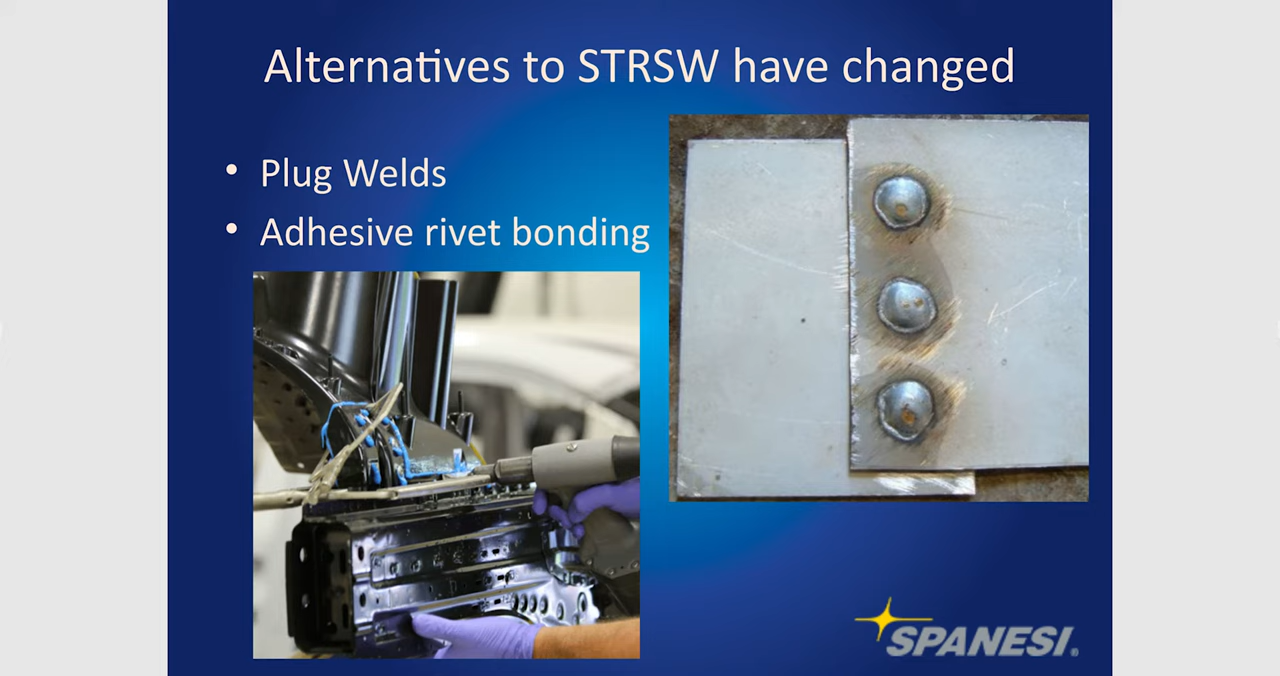 Alternatives to STRSW have changed
• Plug Welds
• Adhesive rivet bonding
SPANESI®